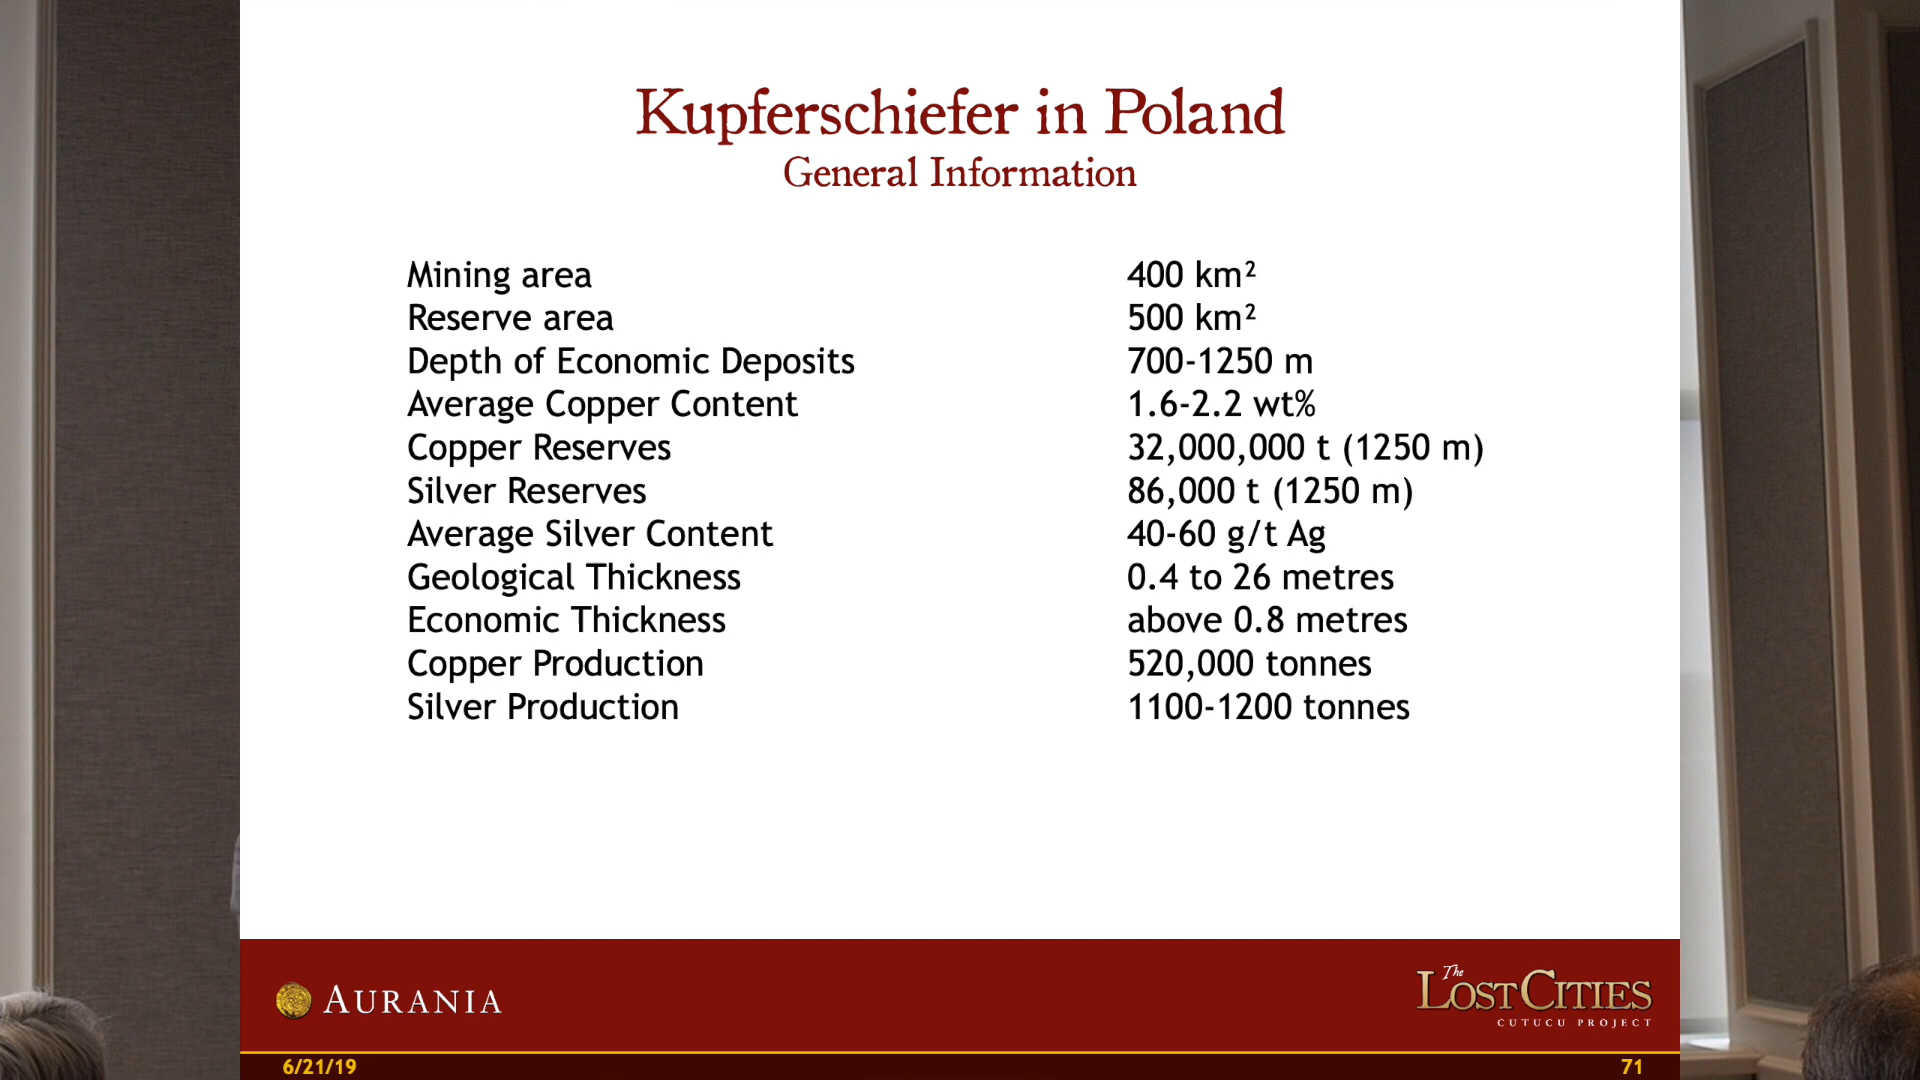 Kupferschiefer in Poland
General Information
Mining area 400 km²
Reserve area 500 km²
Depth of Economic Deposits 700-1250 m
Average Copper Content 1.6-2.2 wt%
Copper Reserves 32,000,000 t (1250 m)
Silver Reserves 86,000 t (1250 m)
Average Silver Content 40-60 g/t Ag
Geological Thickness 0.4 to 26 metres
Economic Thickness above 0.8 metres
Copper Production 520,000 tonnes
Silver Production 1100-1200 tonnes
AURANIA
The
LOST CITIES
CUTUCU PROJECT
6/21/19 71